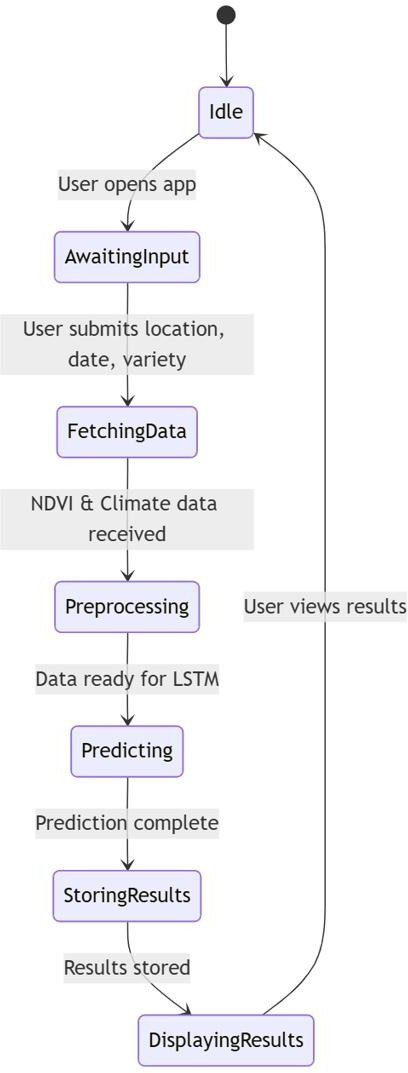 Idle
User opens app
AwaitingInput
User submits location,
date, variety
FetchingData
NDVI & Climate data
received
Preprocessing
User views results
Data ready for LSTM
Predicting
Prediction complete
StoringResults
Results stored
DisplayingResults